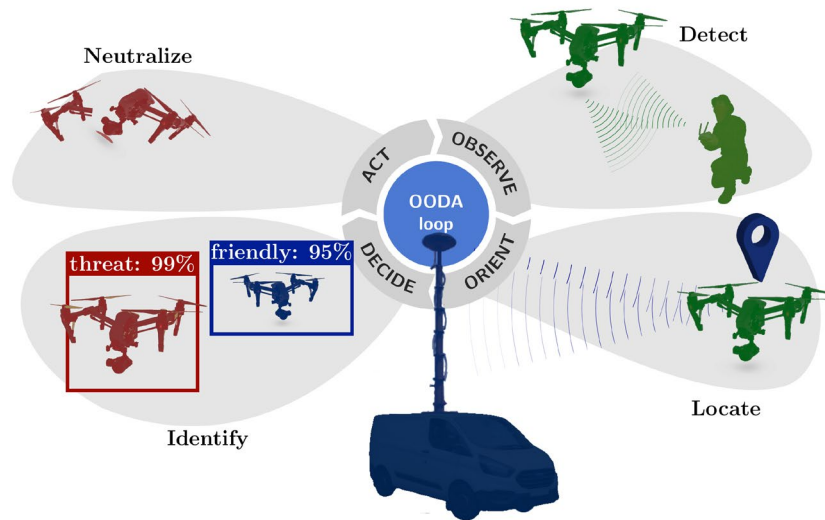 Neutralize
Detect
ACT
OBSERVE
OODA
loop
DECIDE
ORIENT
threat: 99%
friendly: 95%
Identify
Locate